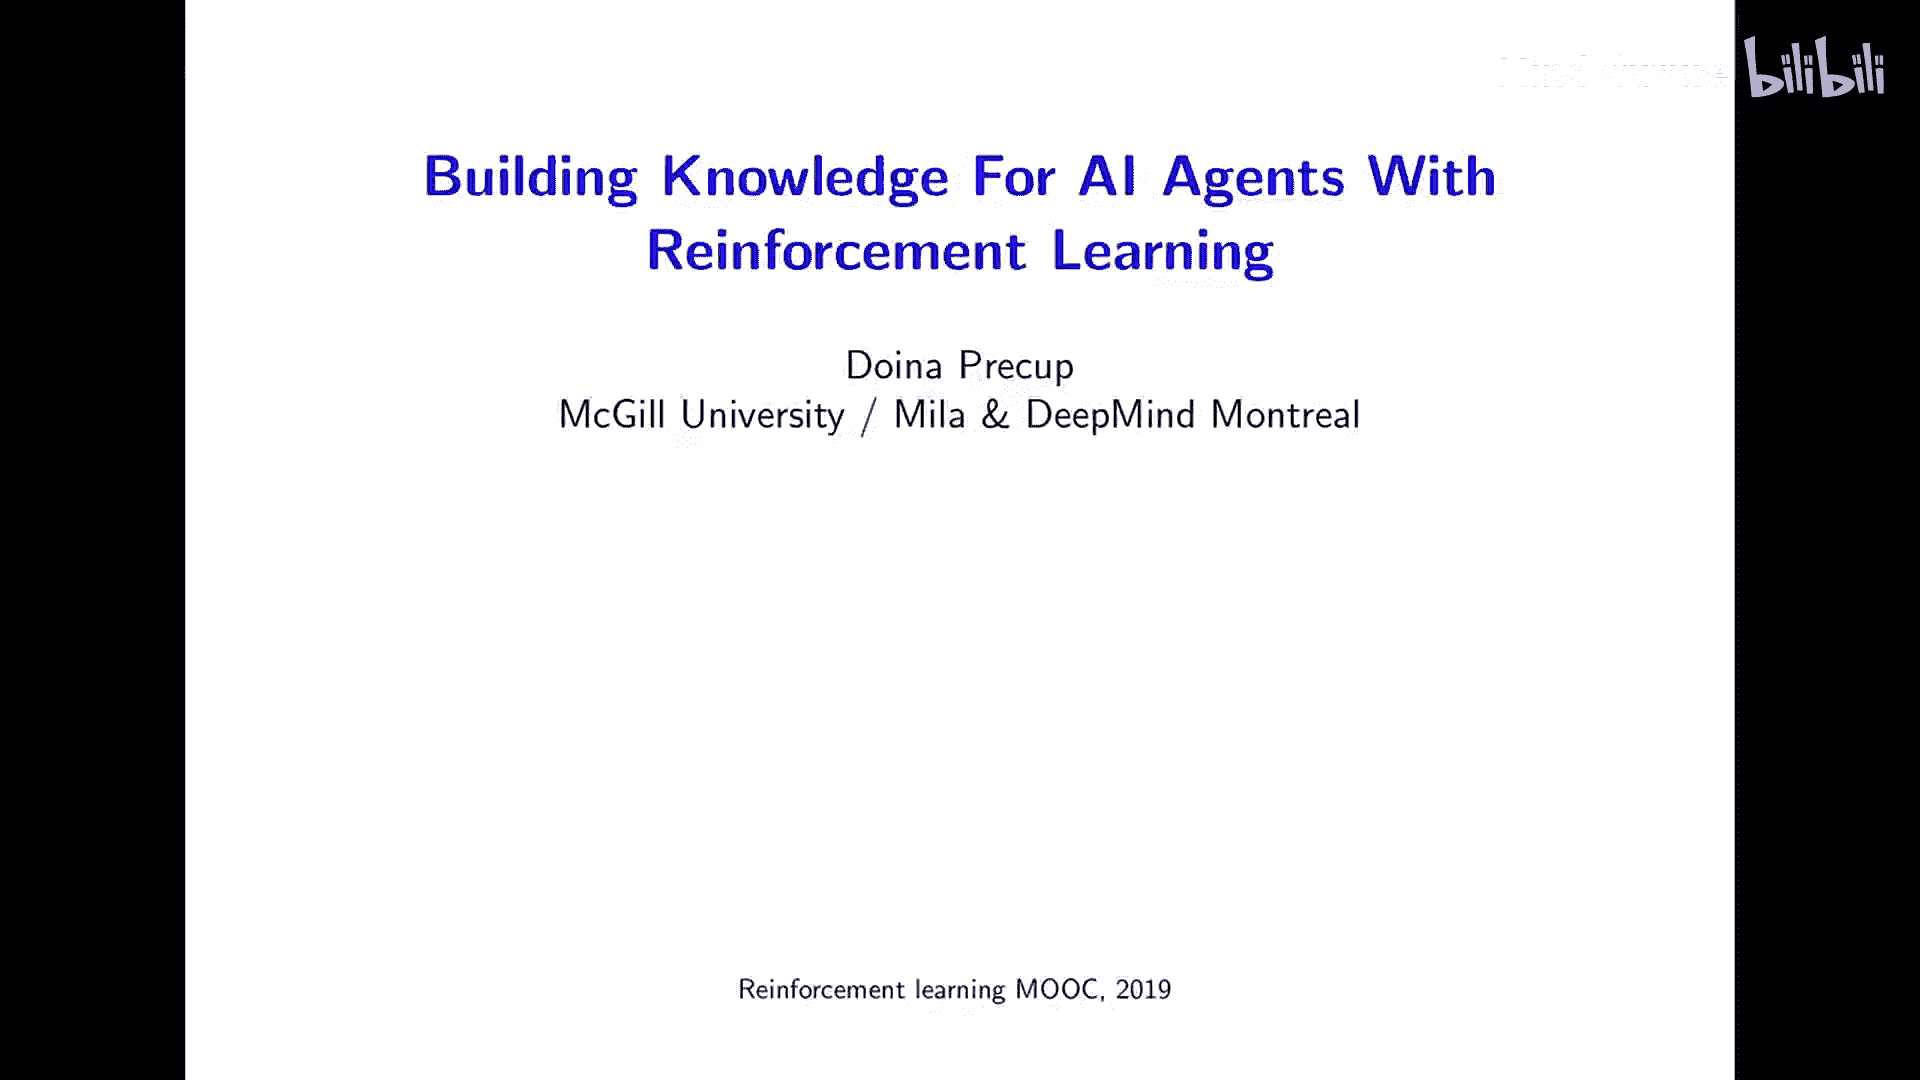 bilibili
Building Knowledge For AI Agents With
Reinforcement Learning
Doina Precup
McGill University / Mila & DeepMind Montreal
Reinforcement learning MOOC, 2019